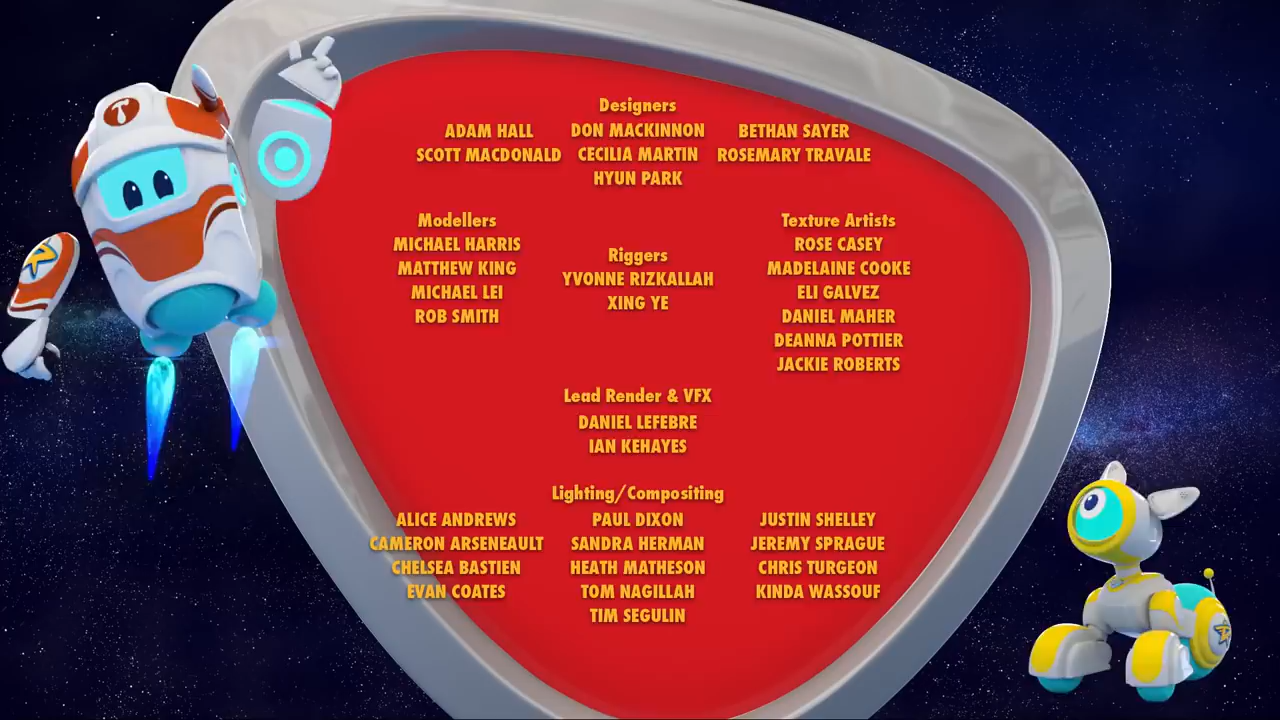 Designers
ADAM HALL DON MACKINNON BETHAN SAYER
SCOTT MACDONALD CECILIA MARTIN ROSEMARY TRAVALE
HYUN PARK
Modellers
MICHAEL HARRIS
MATTHEW KING
MICHAEL LEI
ROB SMITH
Riggers
YVONNE RIZKALLAH
XING YE
Texture Artists
ROSE CASEY
MADELAINE COOKE
ELI GALVEZ
DANIEL MAHER
DEANNA POTTIER
JACKIE ROBERTS
Lead Render & VFX
DANIEL LEFEBRE
IAN KEHAYES
Lighting/Compositing
ALICE ANDREWS PAUL DIXON JUSTIN SHELLEY
CAMERON ARSENEAULT SANDRA HERMAN JEREMY SPRAGUE
CHELSEA BASTIEN HEATH MATHESON CHRIS TURGEON
EVAN COATES TOM NAGILLAH KINDA WASSOUF
TIM SEGULIN